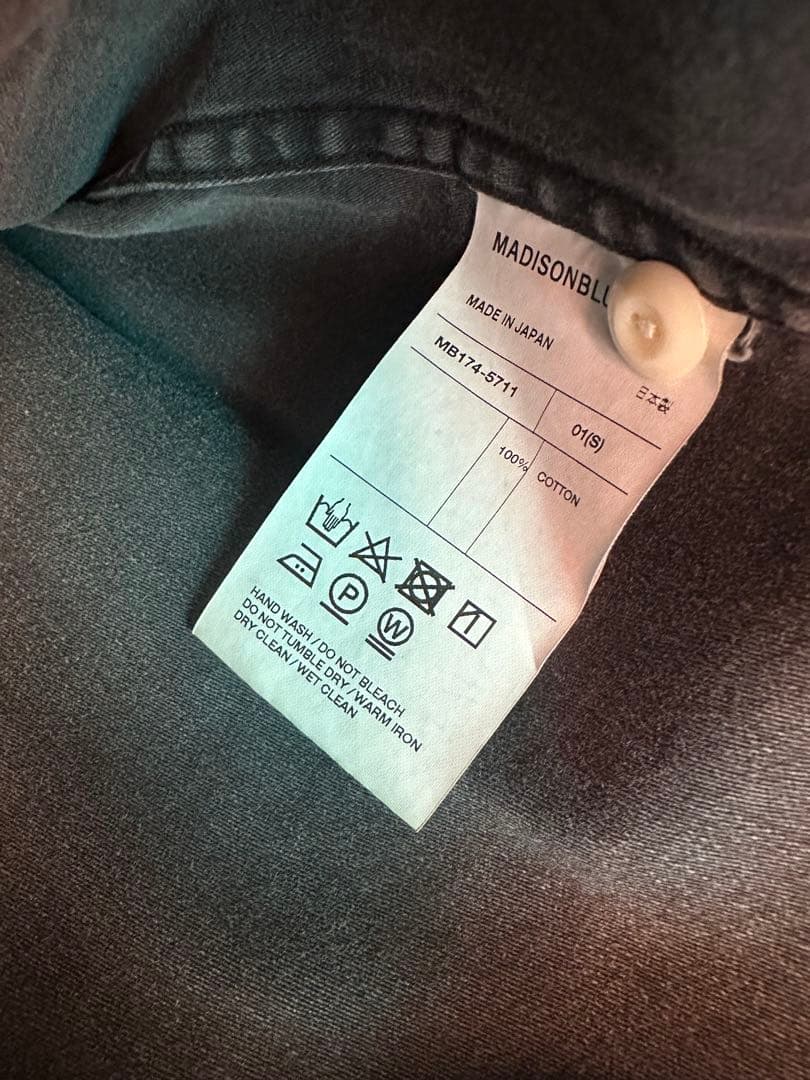 MADISONBLU
MADE IN JAPAN
日本製
MB174-5711 01(S)
100% COTTON
P W
HAND WASH / DO NOT BLEACH
DO NOT TUMBLE DRY / WARM IRON
DRY CLEAN / WET CLEAN